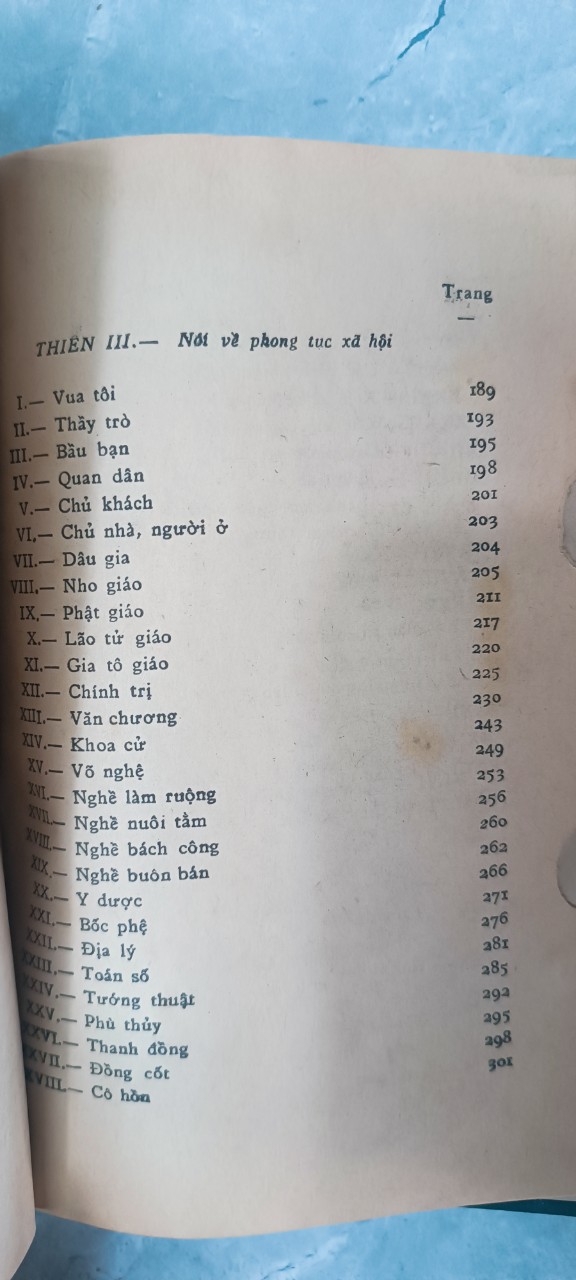 Trang
—
THIÊN III.— Nói về phong tục xã hội
I.— Vua tôi 189
II.— Thầy trò 193
III.— Bầu bạn 195
IV.— Quan dân 198
V.— Chủ khách 201
VI.— Chủ nhà, người ở 203
VII.— Dâu gia 204
VIII.— Nho giáo 205
IX.— Phật giáo 211
X.— Lão tử giáo 217
XI.— Gia tô giáo 220
XII.— Chính trị 225
XIII.— Văn chương 230
XIV.— Khoa cử 243
XV.— Võ nghệ 249
XVI.— Nghề làm ruộng 253
XVII.— Nghề nuôi tằm 256
XVIII.— Nghề bách công 260
XIX.— Nghề buôn bán 262
XX.— Y dược 266
XXI.— Bốc phệ 271
XXII.— Địa lý 276
XXIII.— Toán số 281
XXIV.— Tướng thuật 285
XXV.— Phù thủy 292
XXVI.— Thanh đồng 295
XXVII.— Đồng cốt 298
XVIII.— Cô hồn 301